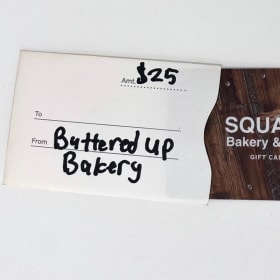 Amt. $25
To
From Buttered Up
Bakery
SQUA
Bakery &
GIFT CA